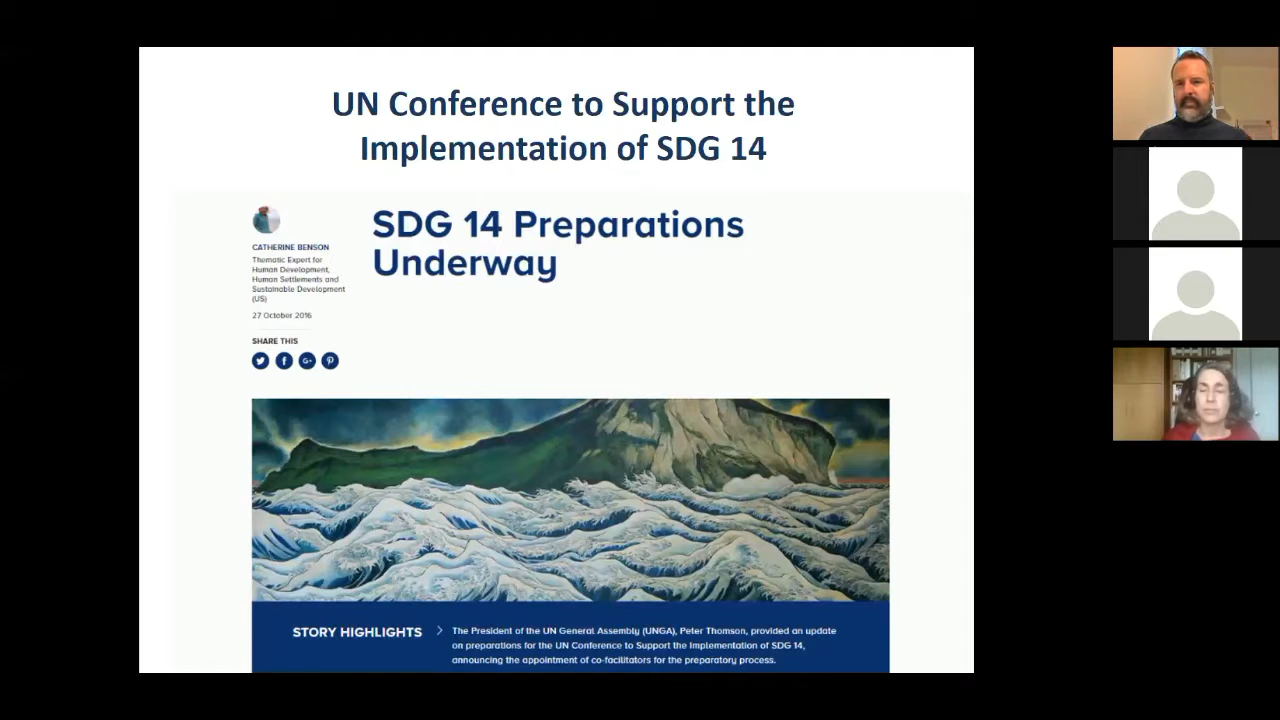 UN Conference to Support the
Implementation of SDG 14
CATHERINE BENSON
Thematic Expert for
Human Development,
Human Settlements and
Sustainable Development
(US)
27 October 2016
SHARE THIS
SDG 14 Preparations
Underway
STORY HIGHLIGHTS
The President of the UN General Assembly (UNGA), Peter Thomson, provided an update
on preparations for the UN Conference to Support the Implementation of SDG 14,
announcing the appointment of co-facilitators for the preparatory process.